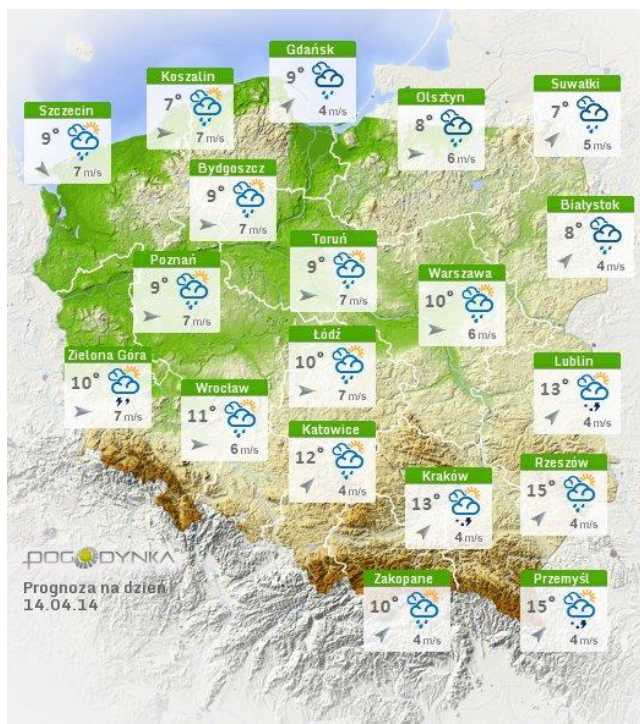 Gdańsk
9°
4 m/s
Koszalin
7°
7 m/s
Suwałki
7°
5 m/s
Olsztyn
8°
6 m/s
Szczecin
9°
7 m/s
Bydgoszcz
9°
7 m/s
Białystok
8°
4 m/s
Toruń
9°
7 m/s
Poznań
9°
7 m/s
Warszawa
10°
6 m/s
Łódź
10°
7 m/s
Zielona Góra
10°
7 m/s
Lublin
13°
4 m/s
Wrocław
11°
6 m/s
Katowice
12°
4 m/s
Rzeszów
15°
4 m/s
Kraków
13°
4 m/s
POGODYNKA
Prognoza na dzień
14.04.14
Zakopane
10°
4 m/s
Przemyśl
15°
4 m/s